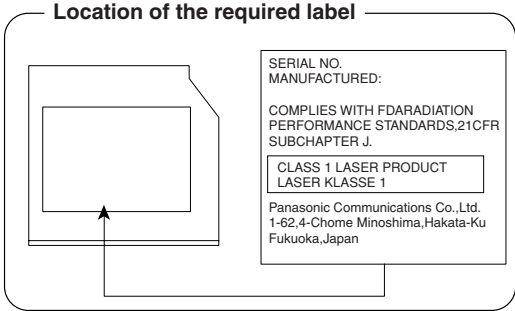 Location of the required label
SERIAL NO.
MANUFACTURED:
COMPLIES WITH FDARADIATION
PERFORMANCE STANDARDS,21CFR
SUBCHAPTER J.
CLASS 1 LASER PRODUCT
LASER KLASSE 1
Panasonic Communications Co.,Ltd.
1-62,4-Chome Minoshima,Hakata-Ku
Fukuoka,Japan